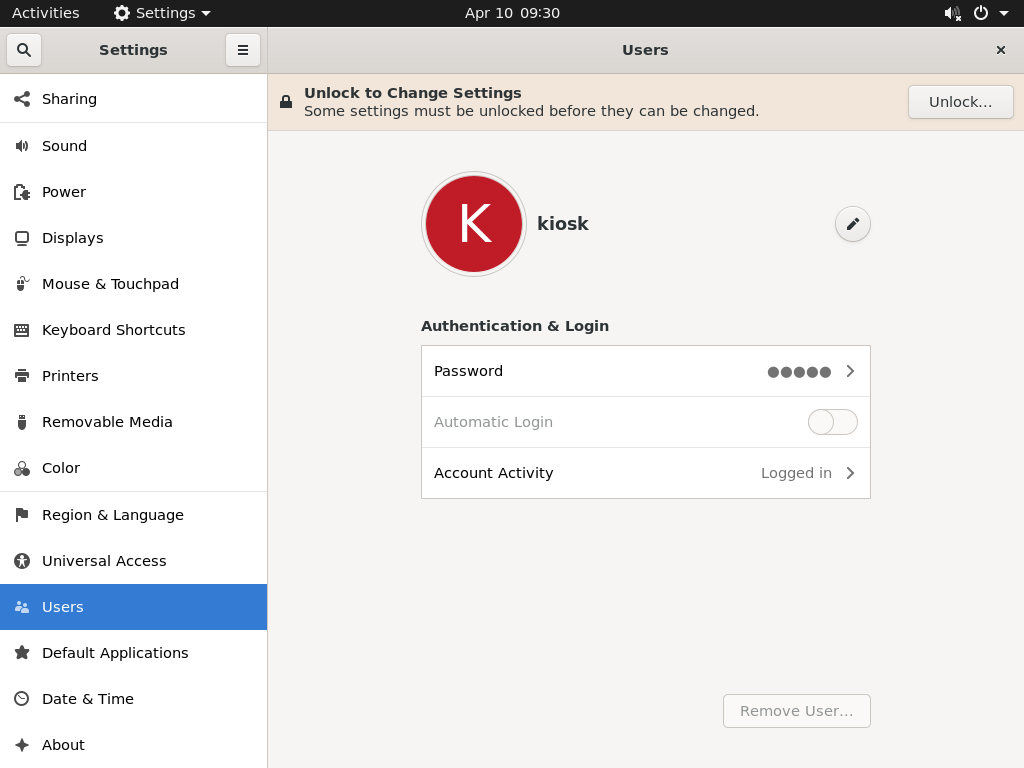 Activities
Settings
Apr 10 09:30
Settings
Users
Unlock to Change Settings
Some settings must be unlocked before they can be changed.
Unlock…
Sharing
Sound
Power
Displays
Mouse & Touchpad
Keyboard Shortcuts
Printers
Removable Media
Color
Region & Language
Universal Access
Users
Default Applications
Date & Time
About
K
kiosk
Authentication & Login
Password ●●●●●
Automatic Login
Account Activity Logged in
Remove User…